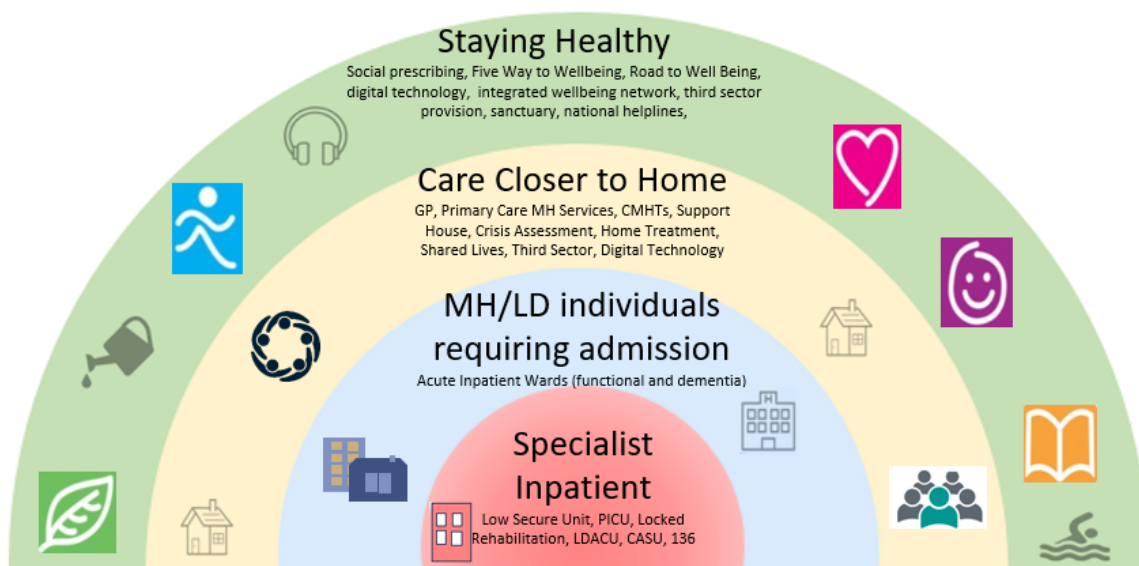 Staying Healthy
Social prescribing, Five Way to Wellbeing, Road to Well Being,
digital technology, integrated wellbeing network, third sector
provision, sanctuary, national helplines,
Care Closer to Home
GP, Primary Care MH Services, CMHTs, Support
House, Crisis Assessment, Home Treatment,
Shared Lives, Third Sector, Digital Technology
MH/LD individuals
requiring admission
Acute Inpatient Wards (functional and dementia)
H
Specialist
Inpatient
Low Secure Unit, PICU, Locked
Rehabilitation, LDACU, CASU, 136